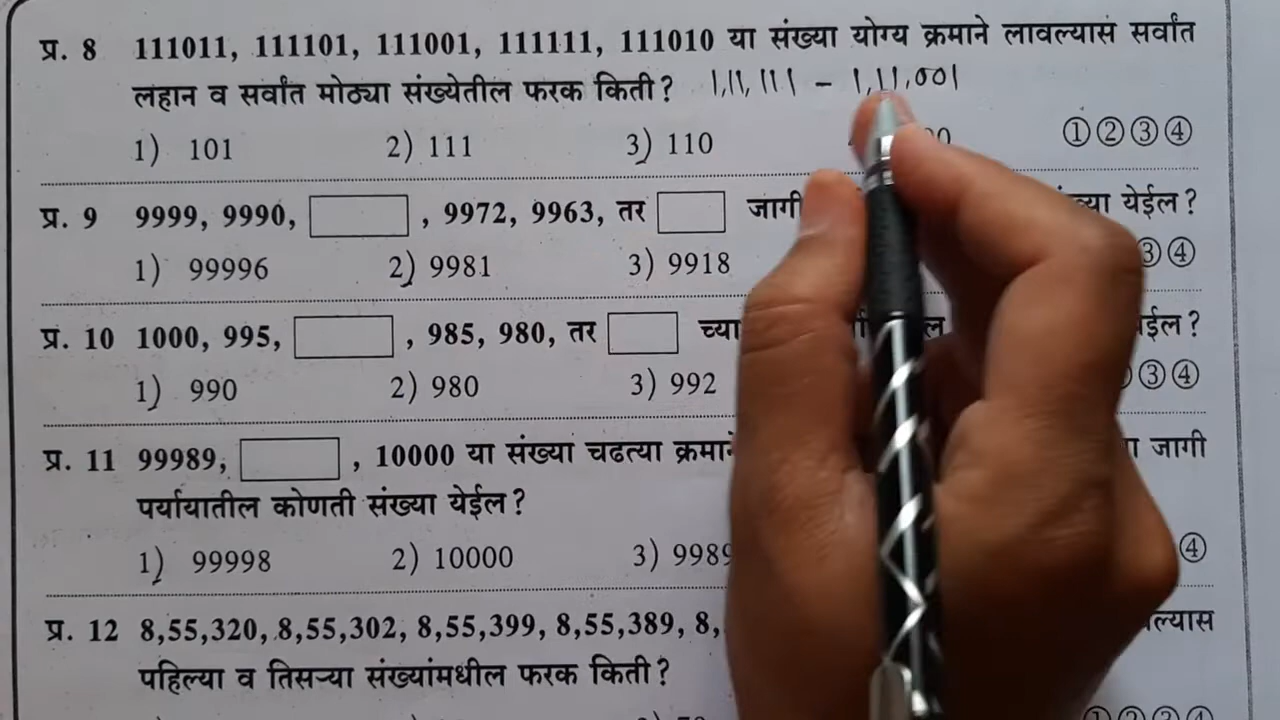 प्र. 8 111011, 111101, 111001, 111111, 111010 या संख्या योग्य क्रमाने लावल्यास सर्वांत
लहान व सर्वांत मोठ्या संख्येतील फरक किती? 1,11,111 - 1,11,001
1) 101 2) 111 3) 110 ①②③④
प्र. 9 9999, 9990, , 9972, 9963, तर जागी येईल?
1) 99996 2) 9981 3) 9918 ③④
प्र. 10 1000, 995, , 985, 980, तर च्या
1) 990 2) 980 3) 992 ③④
प्र. 11 99989, , 10000 या संख्या चढत्या जागी
पर्यायातील कोणती संख्या येईल?
1) 99998 2) 10000 ④
प्र. 12 8,55,320, 8,55,302, 8,55,399, 8,55,389,
पहिल्या व तिसऱ्या संख्यांमधील फरक किती?